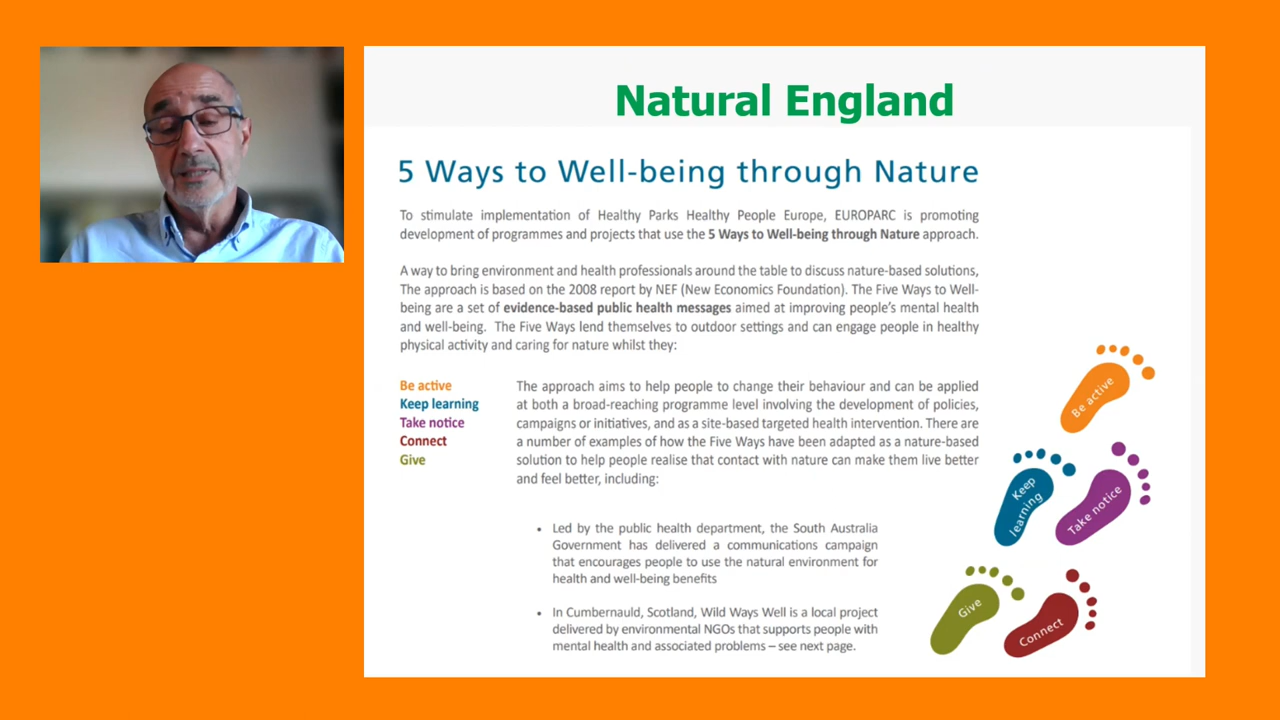 Natural England
5 Ways to Well-being through Nature
To stimulate implementation of Healthy Parks Healthy People Europe, EUROPARC is promoting
development of programmes and projects that use the 5 Ways to Well-being through Nature approach.
A way to bring environment and health professionals around the table to discuss nature-based solutions,
The approach is based on the 2008 report by NEF (New Economics Foundation). The Five Ways to Well-
being are a set of evidence-based public health messages aimed at improving people's mental health
and well-being. The Five Ways lend themselves to outdoor settings and can engage people in healthy
physical activity and caring for nature whilst they:
Be active
Keep learning
Take notice
Connect
Give
The approach aims to help people to change their behaviour and can be applied
at both a broad-reaching programme level involving the development of policies,
campaigns or initiatives, and as a site-based targeted health intervention. There are
a number of examples of how the Five Ways have been adapted as a nature-based
solution to help people realise that contact with nature can make them live better
and feel better, including:
• Led by the public health department, the South Australia
Government has delivered a communications campaign
that encourages people to use the natural environment for
health and well-being benefits
• In Cumbernauld, Scotland, Wild Ways Well is a local project
delivered by environmental NGOs that supports people with
mental health and associated problems – see next page.
Be active
Keep
learning
Take notice
Give
Connect